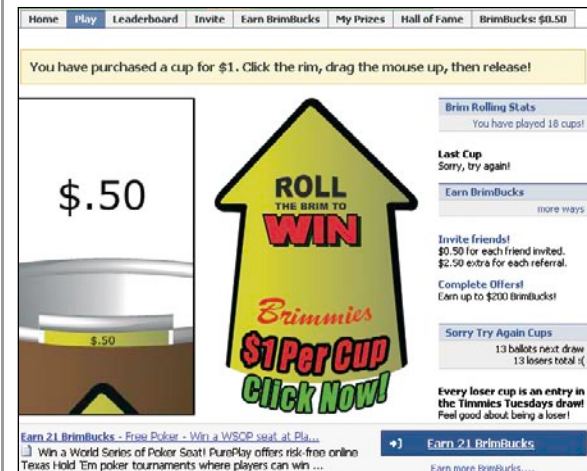 Home Play Leaderboard Invite Earn BrimBucks My Prizes Hall of Fame BrimBucks: $0.50
You have purchased a cup for $1. Click the rim, drag the mouse up, then release!
$.50
$.50
ROLL
THE BRIM TO
WIN
Brimmies
$1 Per Cup
Click Now!
Brim Rolling Stats
You have played 18 cups!
Last Cup
Sorry, try again!
Earn BrimBucks
more ways
Invite friends!
$0.50 for each friend invited.
$2.50 extra for each referral.
Complete Offers!
Earn up to $200 BrimBucks!
Sorry Try Again Cups
13 ballots next draw
13 losers total :(
Every loser cup is an entry in
the Timmies Tuesdays draw!
Feel good about being a loser!
Earn 21 BrimBucks - Free Poker - Win a WSOP seat at Pla...
Win a World Series of Poker Seat! PurePlay offers risk-free online
Texas Hold 'Em poker tournaments where players can win ...
Earn 21 BrimBucks
Earn more BrimBucks....